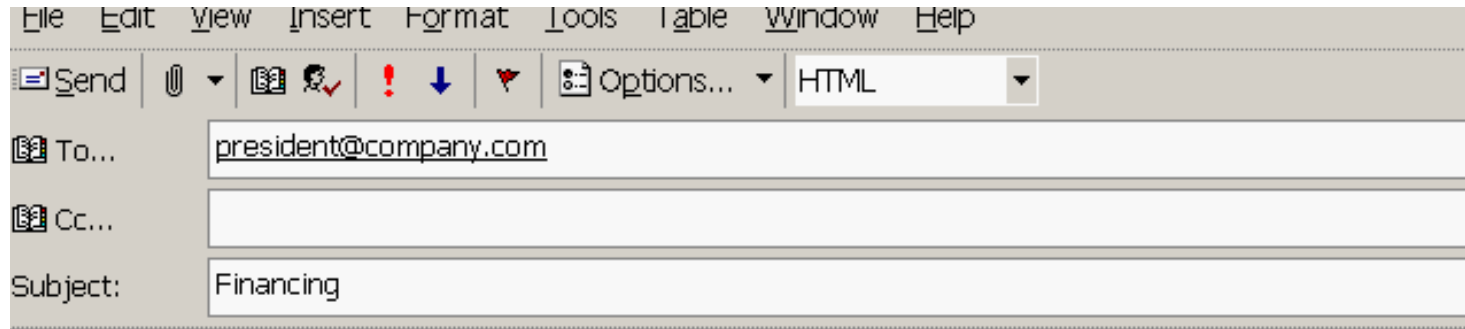 File Edit View Insert Format Tools Table Window Help
Send Options... HTML
To... president@company.com
Cc...
Subject: Financing